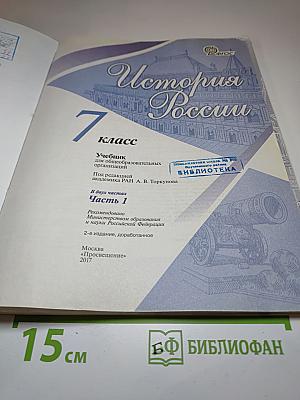 ФГОС
История
России
7 класс
Учебник
для общеобразовательных
организаций
Под редакцией
академика РАН А. В. Торкунова
БИБЛИОТЕКА
В двух частях
Часть 1
Рекомендовано
Министерством образования
и науки Российской Федерации
2-е издание, доработанное
Москва
«Просвещение»
2017
15 см
БФ БИБЛИОФАН